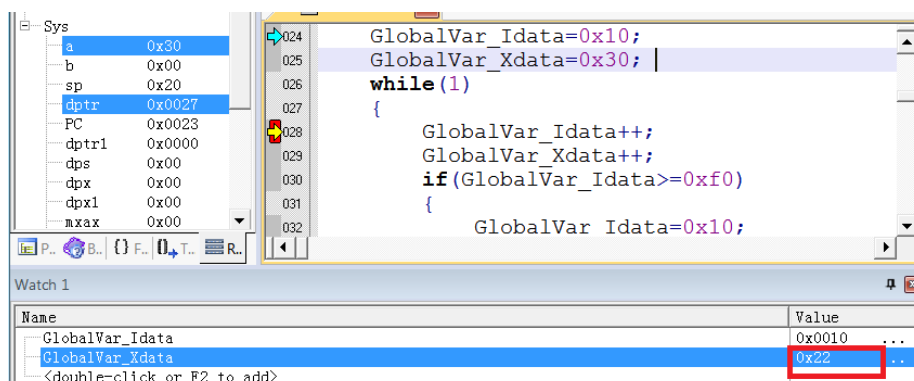 Sys
a 0x30
b 0x00
sp 0x20
dptr 0x0027
PC 0x0023
dptr1 0x0000
dps 0x00
dpx 0x00
dpx1 0x00
mxax 0x00
P.. B.. {} F.. 0 T.. R..
024 GlobalVar_Idata=0x10;
025 GlobalVar_Xdata=0x30;
026 while(1)
027 {
028 GlobalVar_Idata++;
029 GlobalVar_Xdata++;
030 if(GlobalVar_Idata>=0xf0)
031 {
032 GlobalVar Idata=0x10;
Watch 1
Name Value
GlobalVar_Idata 0x0010 ...
GlobalVar_Xdata 0x22 ...
<double-click or F2 to add>